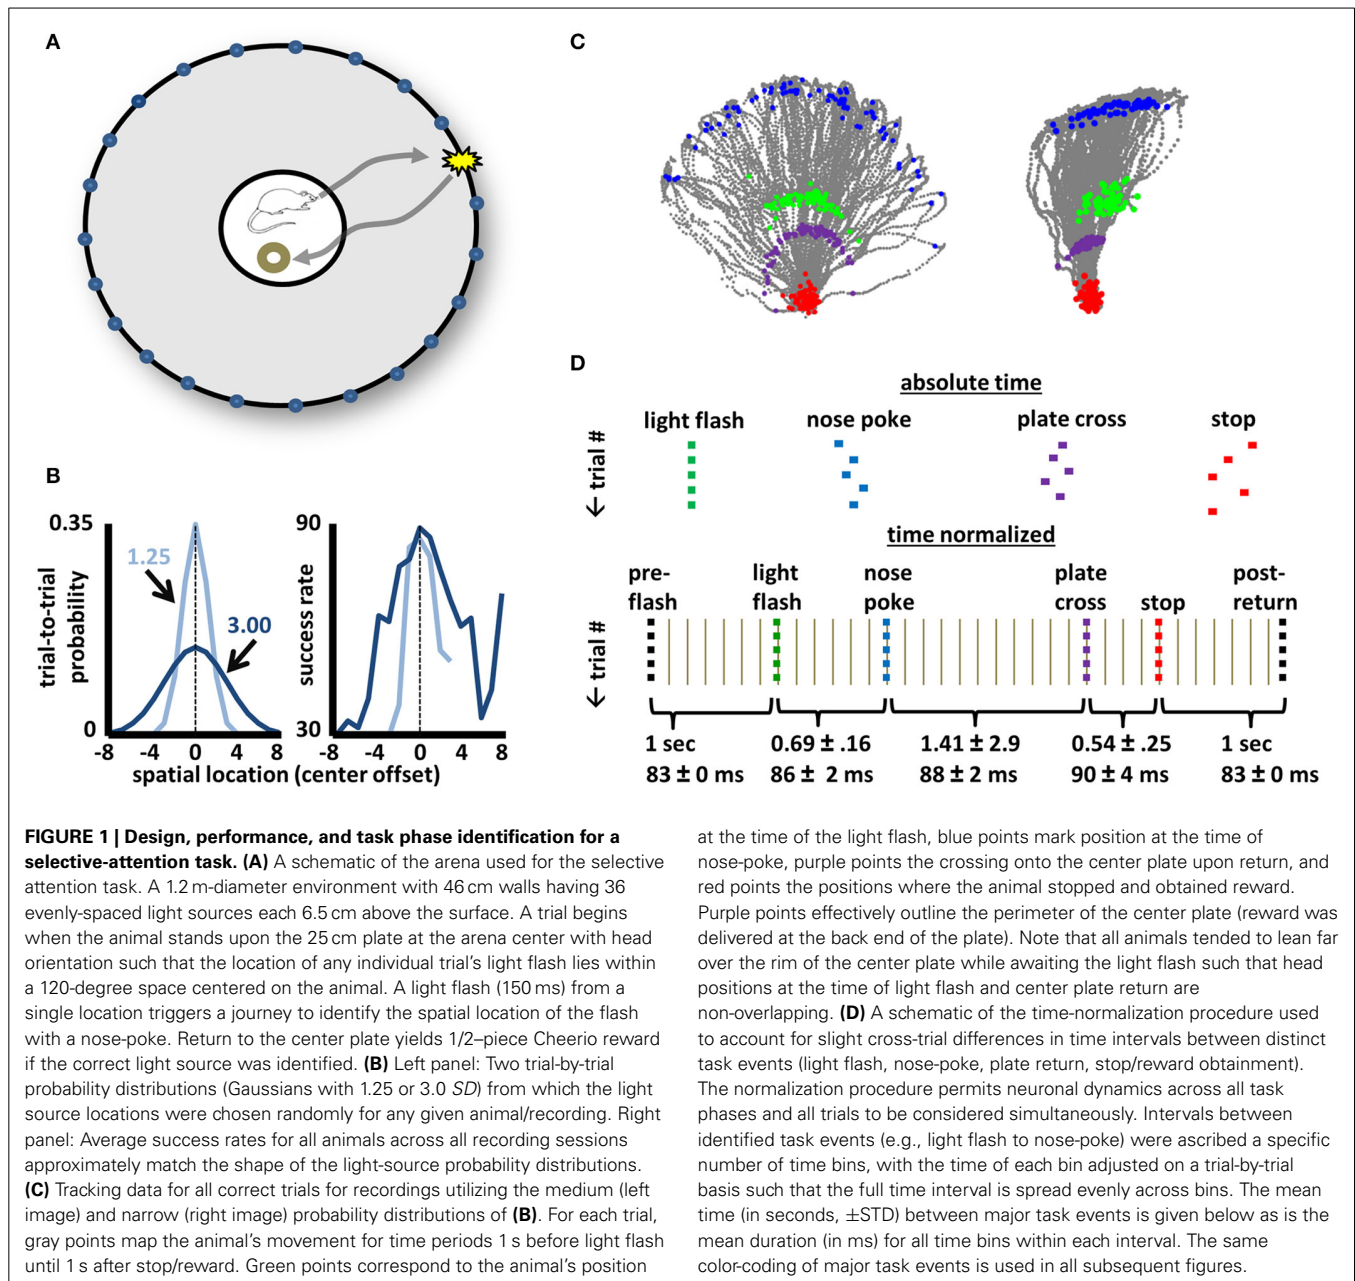 A
C
B
0.35
trial-to-trial
probability
0
1.25
3.00
-8 -4 0 4 8
90
success rate
30
-8 -4 0 4 8
spatial location (center offset)
D
absolute time
light flash nose poke plate cross stop
← trial #
time normalized
pre-
flash
light
flash
nose
poke
plate
cross
stop
post-
return
← trial #
1 sec 0.69 ± .16 1.41 ± 2.9 0.54 ± .25 1 sec
83 ± 0 ms 86 ± 2 ms 88 ± 2 ms 90 ± 4 ms 83 ± 0 ms
FIGURE 1 | Design, performance, and task phase identification for a
selective-attention task. (A) A schematic of the arena used for the selective
attention task. A 1.2 m-diameter environment with 46 cm walls having 36
evenly-spaced light sources each 6.5 cm above the surface. A trial begins
when the animal stands upon the 25 cm plate at the arena center with head
orientation such that the location of any individual trial's light flash lies within
a 120-degree space centered on the animal. A light flash (150 ms) from a
single location triggers a journey to identify the spatial location of the flash
with a nose-poke. Return to the center plate yields 1/2–piece Cheerio reward
if the correct light source was identified. (B) Left panel: Two trial-by-trial
probability distributions (Gaussians with 1.25 or 3.0 SD) from which the light
source locations were chosen randomly for any given animal/recording. Right
panel: Average success rates for all animals across all recording sessions
approximately match the shape of the light-source probability distributions.
(C) Tracking data for all correct trials for recordings utilizing the medium (left
image) and narrow (right image) probability distributions of (B). For each trial,
gray points map the animal's movement for time periods 1 s before light flash
until 1 s after stop/reward. Green points correspond to the animal's position
at the time of the light flash, blue points mark position at the time of
nose-poke, purple points the crossing onto the center plate upon return, and
red points the positions where the animal stopped and obtained reward.
Purple points effectively outline the perimeter of the center plate (reward was
delivered at the back end of the plate). Note that all animals tended to lean far
over the rim of the center plate while awaiting the light flash such that head
positions at the time of light flash and center plate return are
non-overlapping. (D) A schematic of the time-normalization procedure used
to account for slight cross-trial differences in time intervals between distinct
task events (light flash, nose-poke, plate return, stop/reward obtainment).
The normalization procedure permits neuronal dynamics across all task
phases and all trials to be considered simultaneously. Intervals between
identified task events (e.g., light flash to nose-poke) were ascribed a specific
number of time bins, with the time of each bin adjusted on a trial-by-trial
basis such that the full time interval is spread evenly across bins. The mean
time (in seconds, ±STD) between major task events is given below as is the
mean duration (in ms) for all time bins within each interval. The same
color-coding of major task events is used in all subsequent figures.